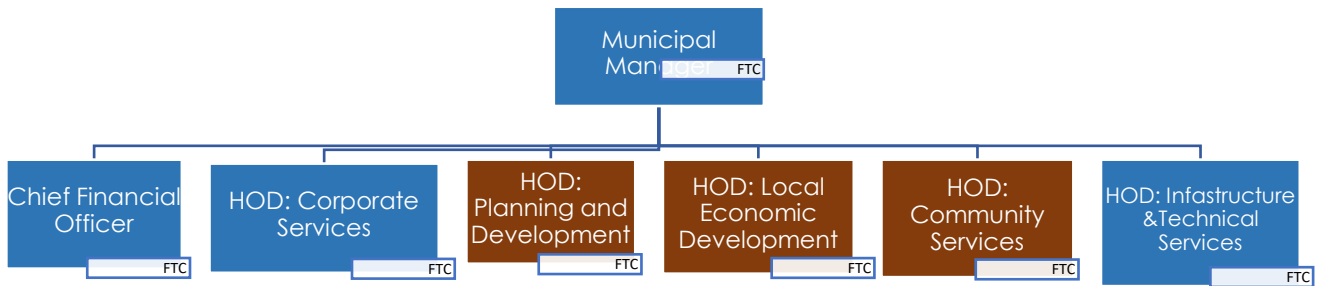 Municipal
Manager
FTC
Chief Financial
Officer
FTC
HOD: Corporate
Services
FTC
HOD:
Planning and
Development
FTC
HOD: Local
Economic
Development
FTC
HOD:
Community
Services
FTC
HOD: Infastructure
&Technical
Services
FTC